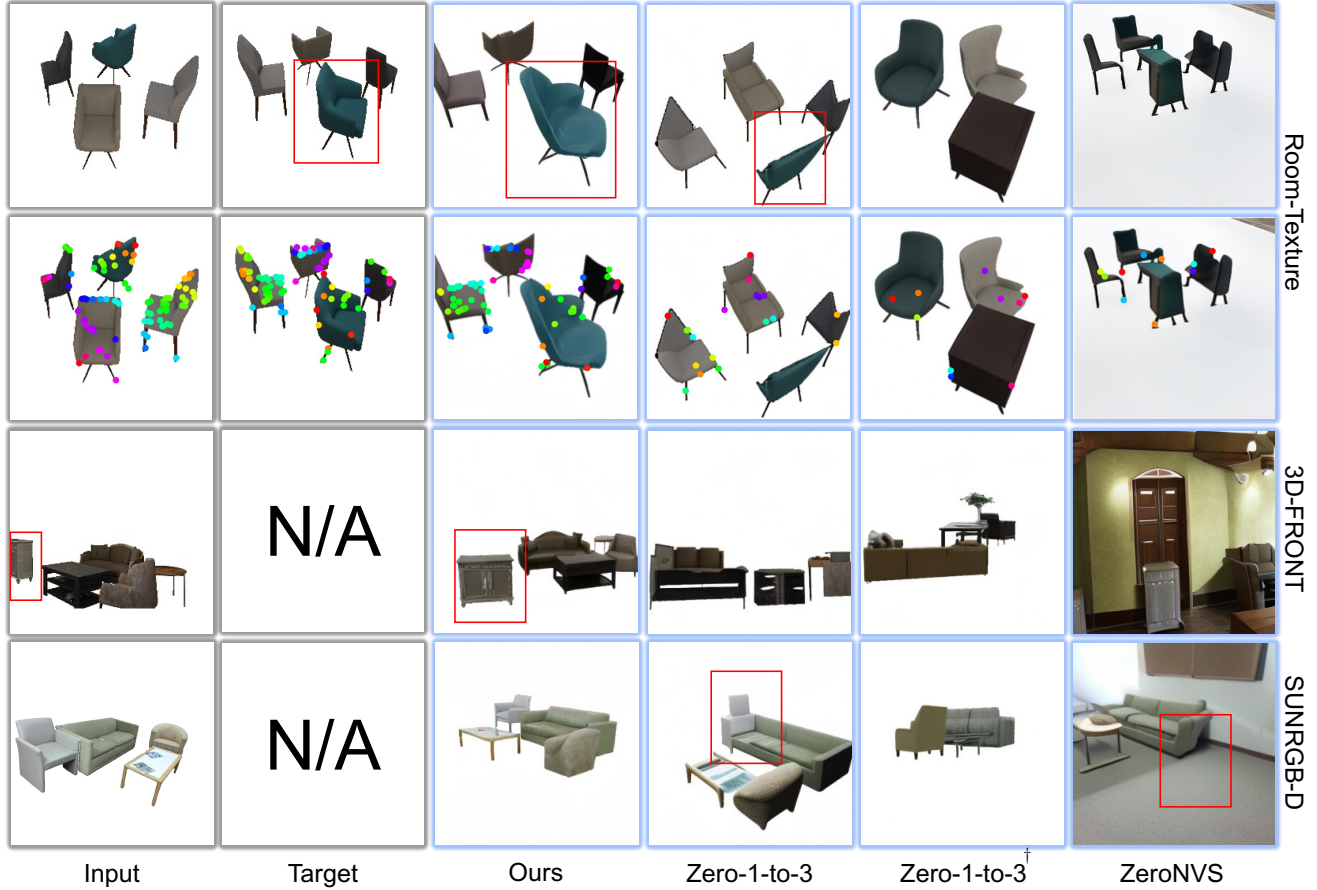 Room-Texture
N/A
3D-FRONT
N/A
SUNRGB-D
Input
Target
Ours
Zero-1-to-3
Zero-1-to-3†
ZeroNVS